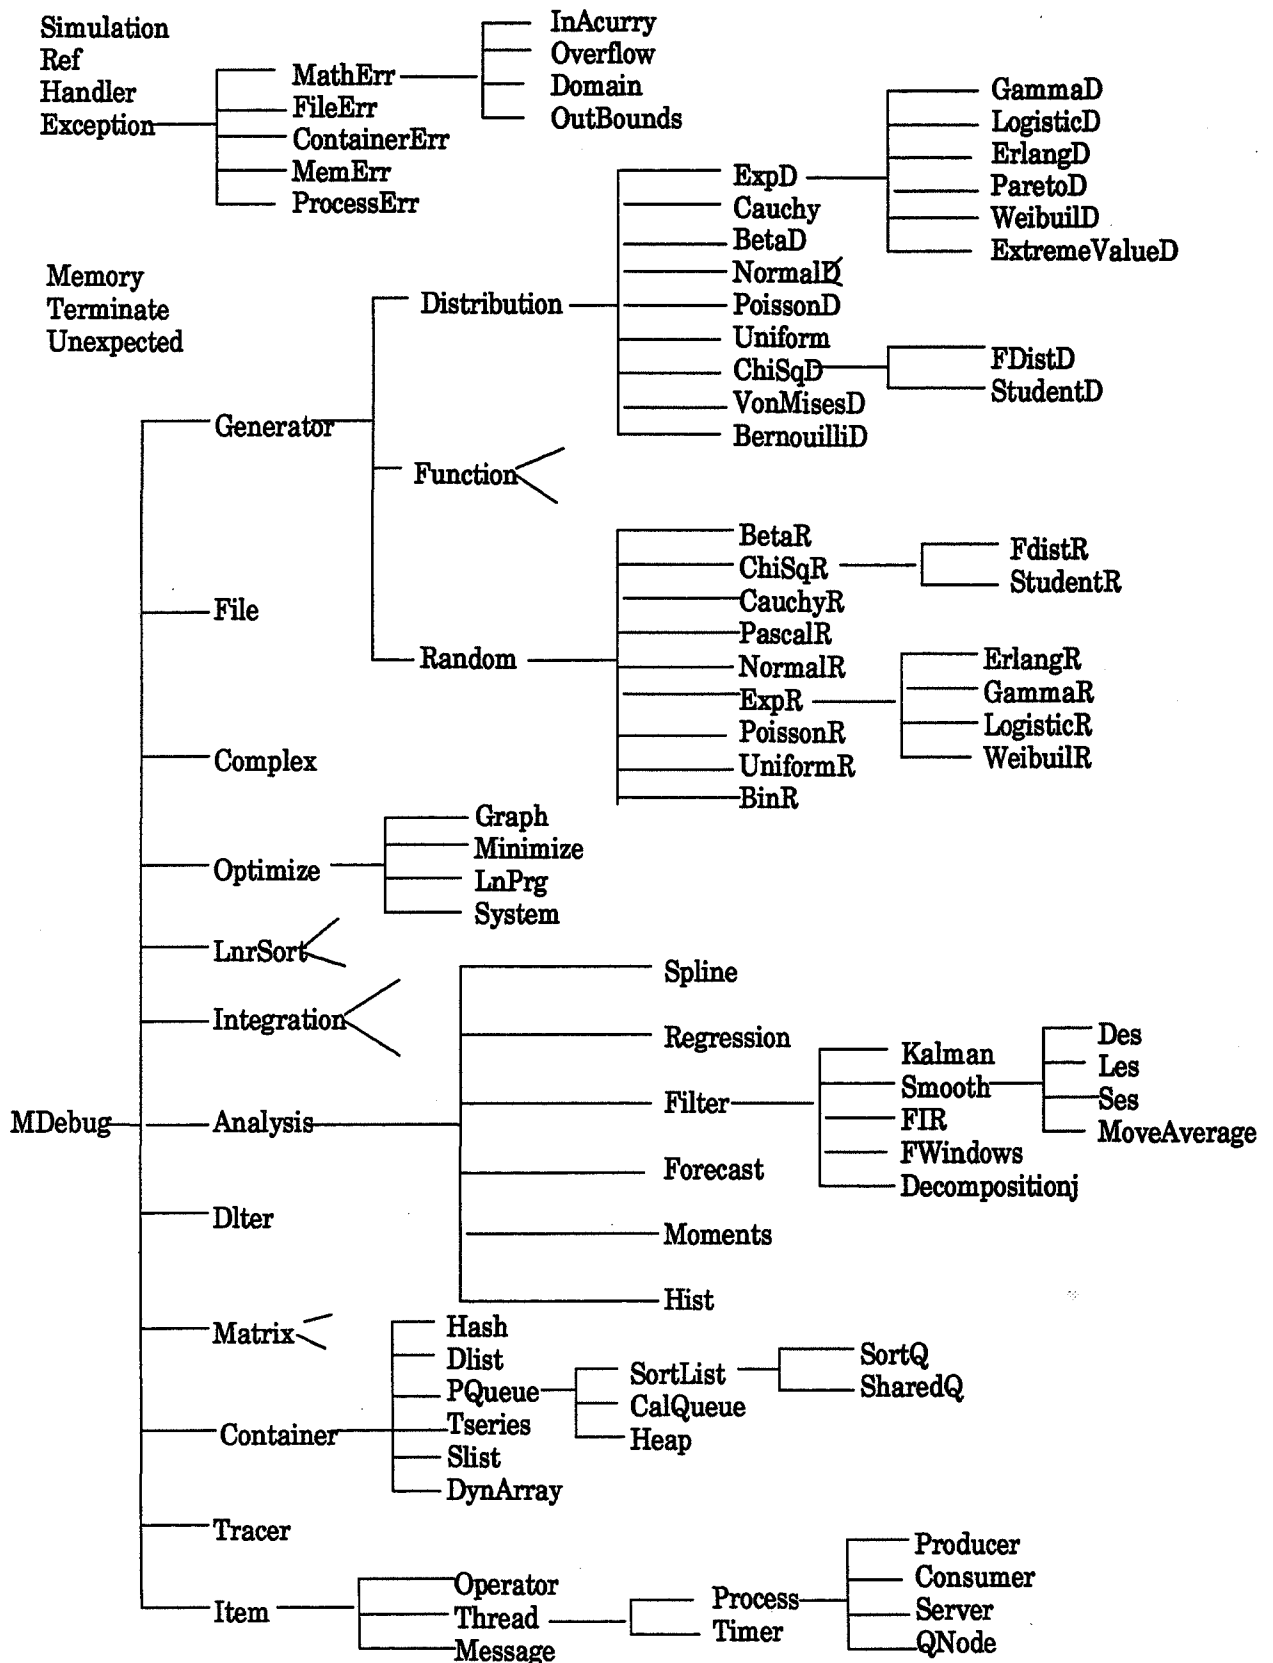 Simulation
Ref
Handler
Exception
MathErr
FileErr
ContainerErr
MemErr
ProcessErr
InAcurry
Overflow
Domain
OutBounds
Memory
Terminate
Unexpected
MDebug
Generator
Distribution
ExpD
Cauchy
BetaD
NormalD
PoissonD
Uniform
ChiSqD
VonMisesD
BernouilliD
GammaD
LogisticD
ErlangD
ParetoD
WeibuilD
ExtremeValueD
FDistD
StudentD
Function
Random
BetaR
ChiSqR
CauchyR
PascalR
NormalR
ExpR
PoissonR
UniformR
BinR
FdistR
StudentR
ErlangR
GammaR
LogisticR
WeibuilR
File
Complex
Optimize
Graph
Minimize
LnPrg
System
LnrSort
Integration
Analysis
Spline
Regression
Filter
Forecast
Moments
Hist
Kalman
Smooth
FIR
FWindows
Decompositionj
Des
Les
Ses
MoveAverage
Dlter
Matrix
Container
Hash
Dlist
PQueue
Tseries
Slist
DynArray
SortList
CalQueue
Heap
SortQ
SharedQ
Tracer
Item
Operator
Thread
Message
Process
Timer
Producer
Consumer
Server
QNode